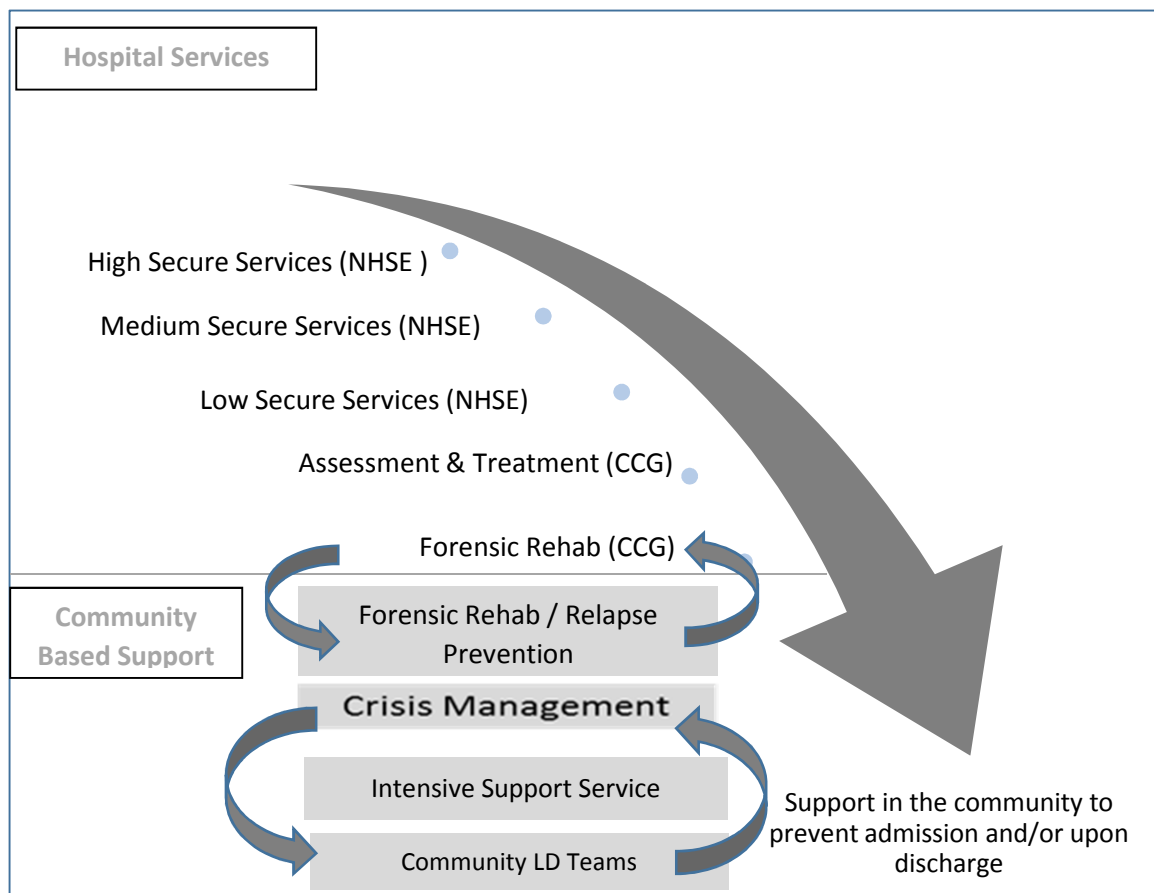 Hospital Services
High Secure Services (NHSE )
Medium Secure Services (NHSE)
Low Secure Services (NHSE)
Assessment & Treatment (CCG)
Forensic Rehab (CCG)
Community
Based Support
Forensic Rehab / Relapse
Prevention
Crisis Management
Intensive Support Service
Community LD Teams
Support in the community to
prevent admission and/or upon
discharge